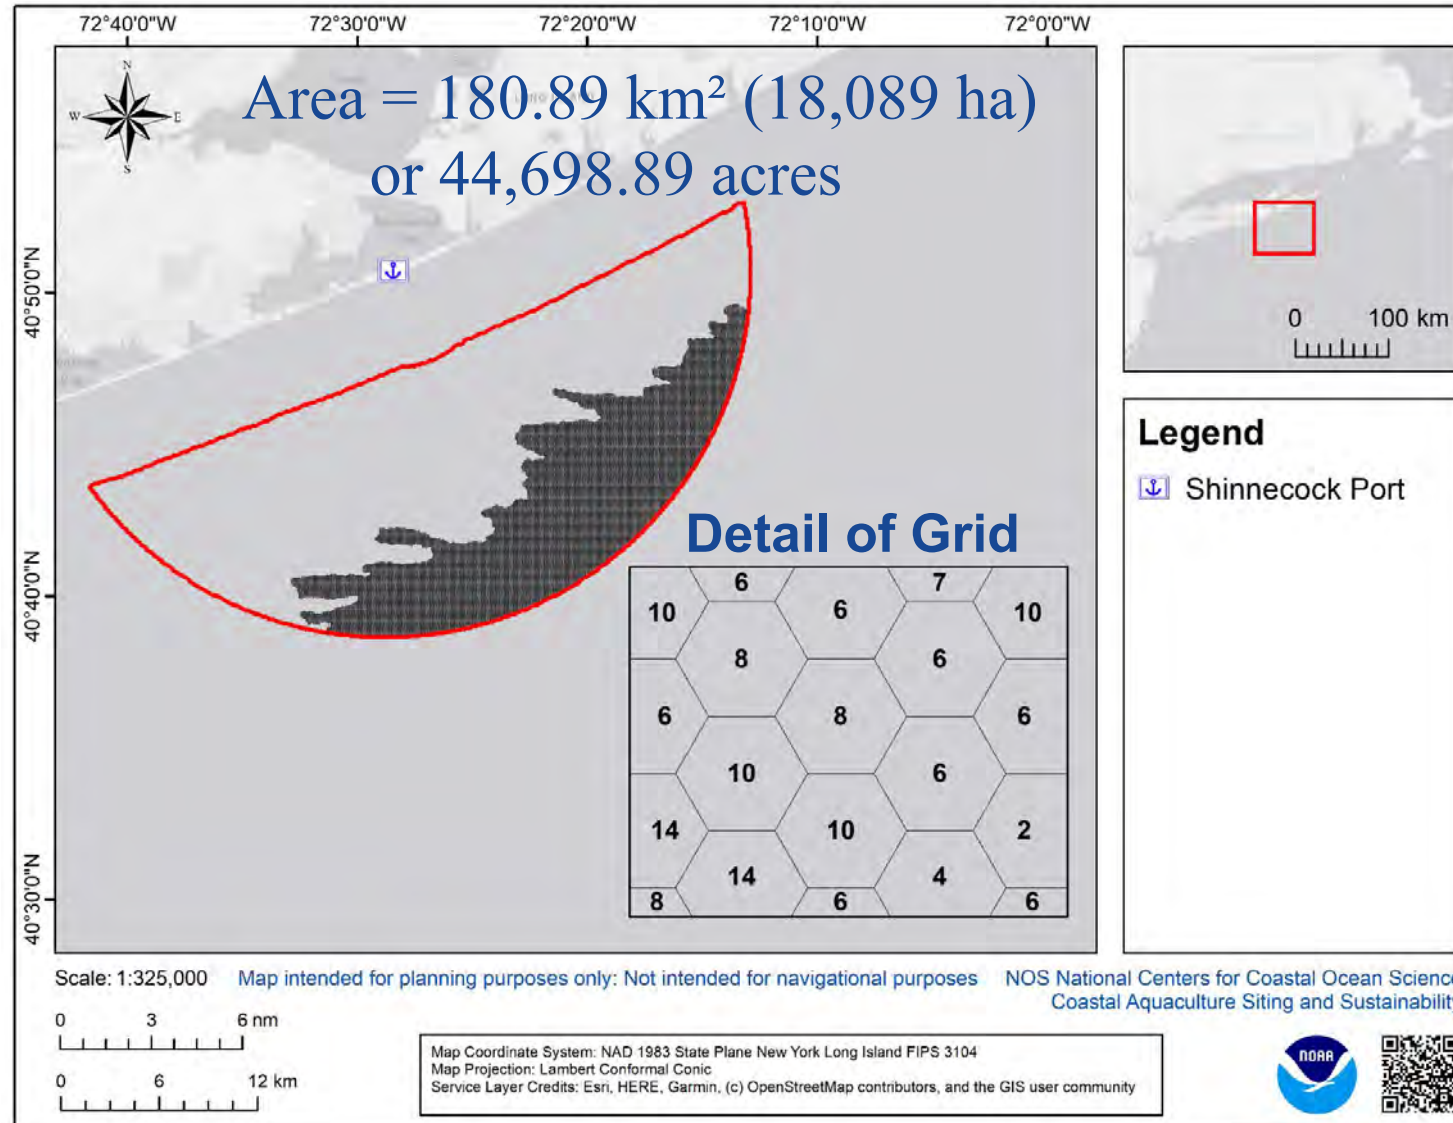 72°40'0"W
72°30'0"W
72°20'0"W
72°10'0"W
72°0'0"W
N
W
E
S
Area = 180.89 km² (18,089 ha)
or 44,698.89 acres
40°50'0"N
40°40'0"N
40°30'0"N
0 100 km
Legend
Shinnecock Port
Detail of Grid
6 7
10 6 10
8 6
6 8 6
10 6
14 10 2
14 4
8 6 6
Scale: 1:325,000
Map intended for planning purposes only: Not intended for navigational purposes
NOS National Centers for Coastal Ocean Science
Coastal Aquaculture Siting and Sustainability
0 3 6 nm
0 6 12 km
Map Coordinate System: NAD 1983 State Plane New York Long Island FIPS 3104
Map Projection: Lambert Conformal Conic
Service Layer Credits: Esri, HERE, Garmin, (c) OpenStreetMap contributors, and the GIS user community
NOAA